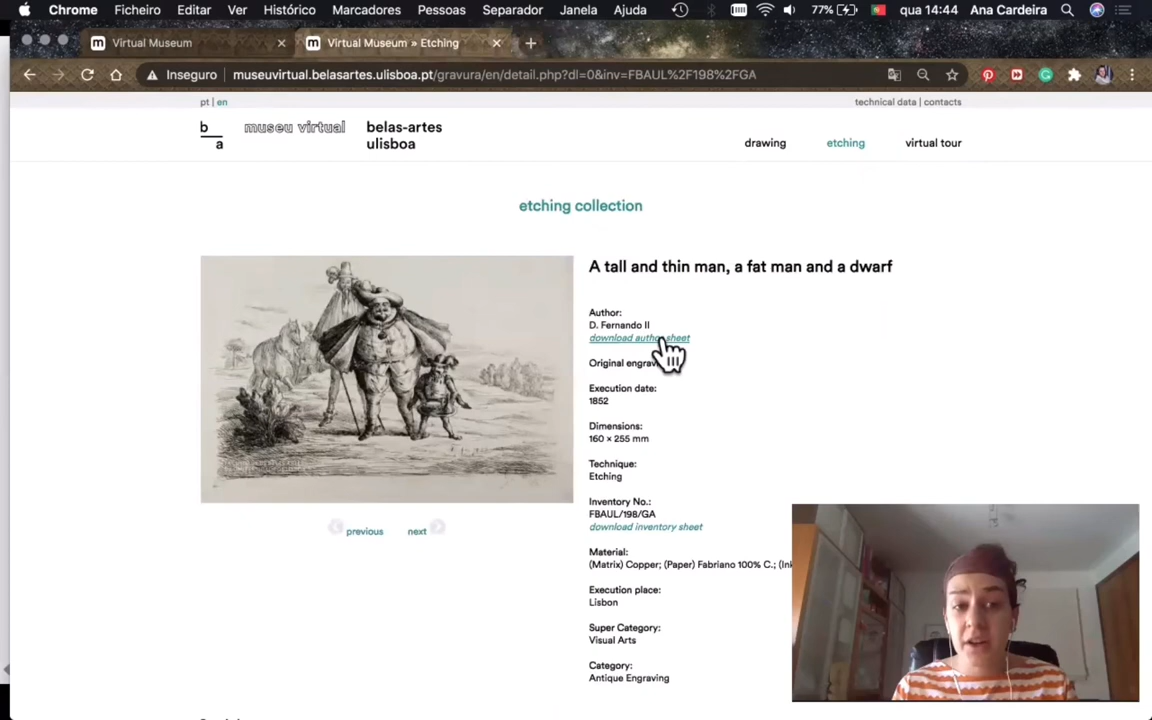 Chrome Ficheiro Editar Ver Histórico Marcadores Pessoas Separador Janela Ajuda 77% qua 14:44 Ana Cardeira
m Virtual Museum × m Virtual Museum » Etching × +
Inseguro museuvirtual.belasartes.ulisboa.pt/gravura/en/detail.php?dl=0&inv=FBAUL%2F198%2FGA
pt | en technical data | contacts
b museu virtual belas-artes
a ulisboa
drawing etching virtual tour
etching collection
A tall and thin man, a fat man and a dwarf
Author:
D. Fernando II
download author sheet
Original engrav
Execution date:
1852
Dimensions:
160 × 255 mm
Technique:
Etching
Inventory No.:
FBAUL/198/GA
download inventory sheet
Material:
(Matrix) Copper; (Paper) Fabriano 100% C.; (Ink
Execution place:
Lisbon
Super Category:
Visual Arts
Category:
Antique Engraving
previous next